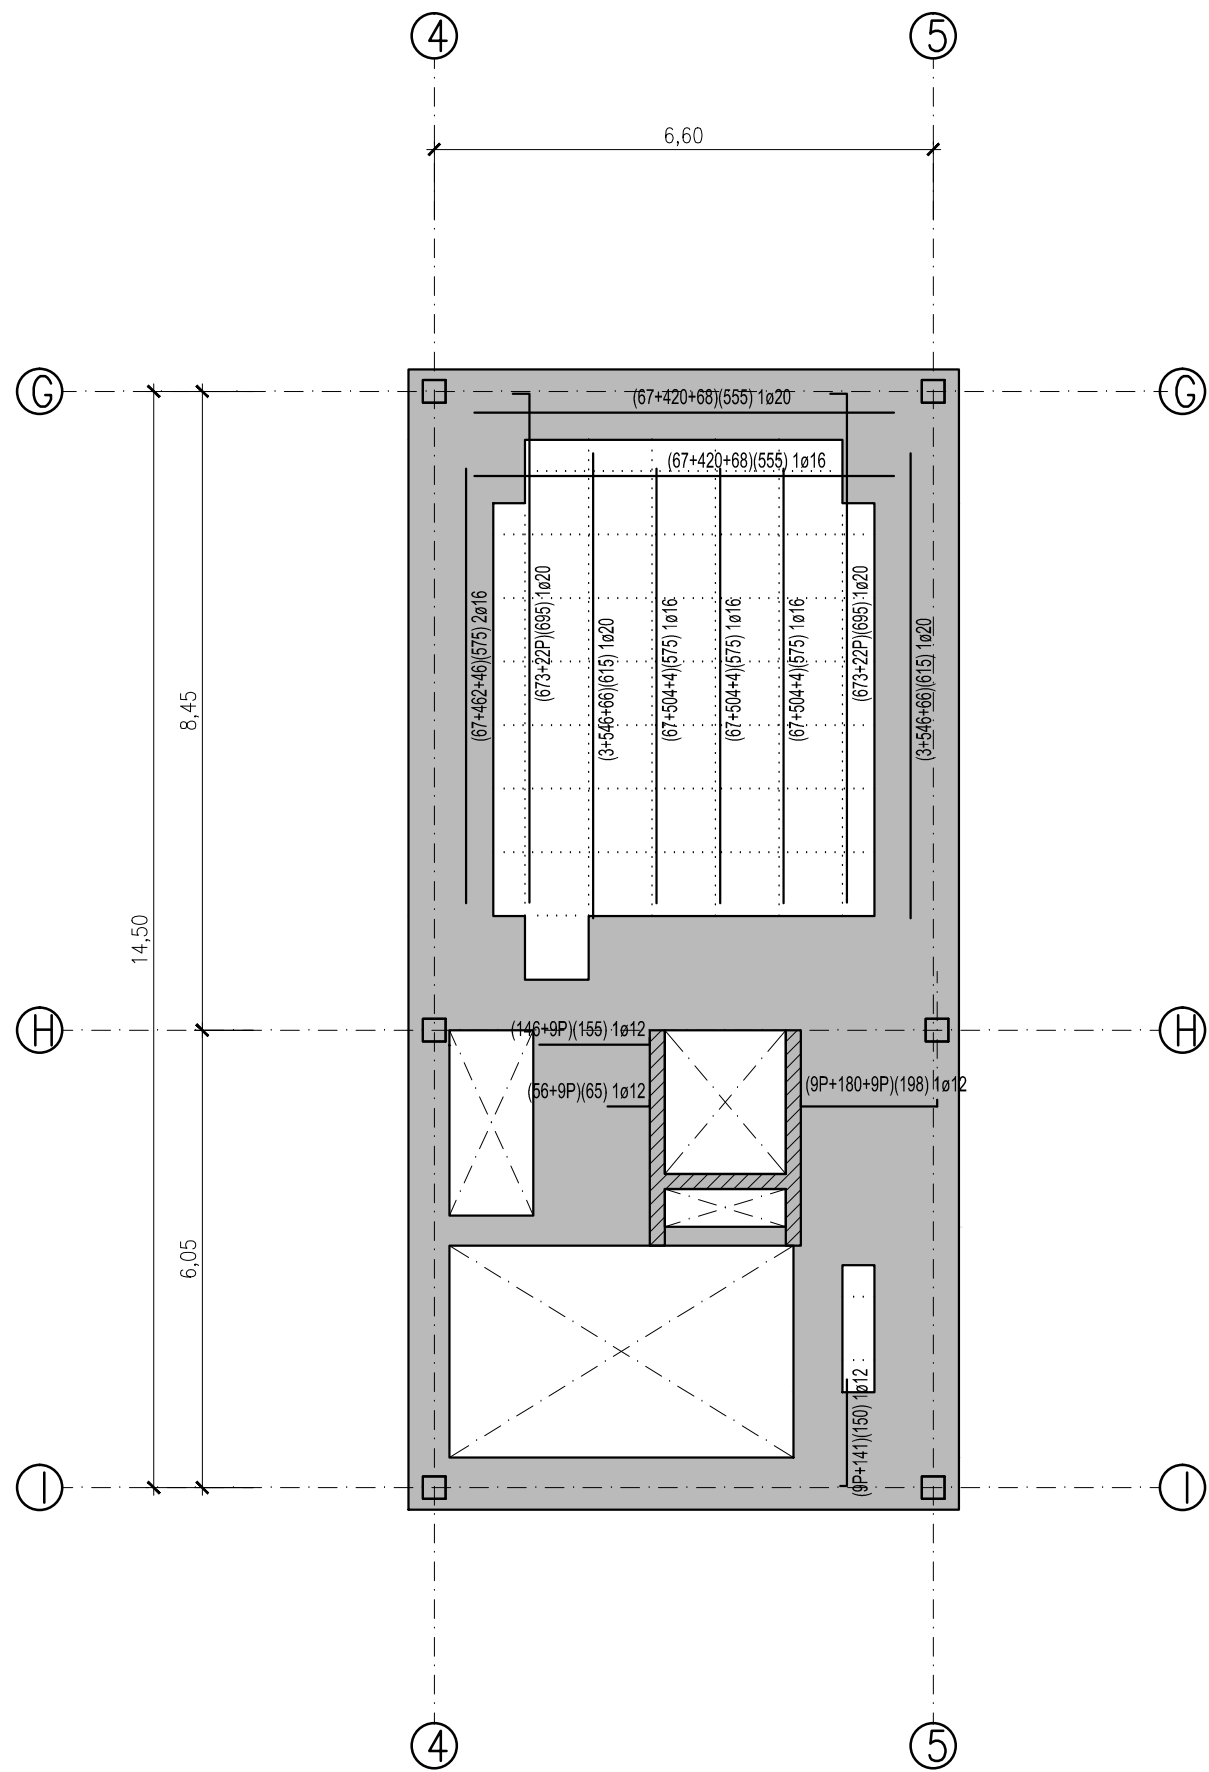 4 5
6,60
G G
(67+420+68)(555) 1ø20
(67+420+68)(555) 1ø16
(67+462+46)(575) 2ø16
(673+22P)(695) 1ø20
(3+546+66)(615) 1ø20
(67+504+4)(575) 1ø16
(67+504+4)(575) 1ø16
(67+504+4)(575) 1ø16
(673+22P)(695) 1ø20
(3+546+66)(615) 1ø20
8,45
14,50
H H
(146+9P)(155) 1ø12
(56+9P)(65) 1ø12
(9P+180+9P)(198) 1ø12
6,05
(9P+141)(150) 1ø12
I I
4 5